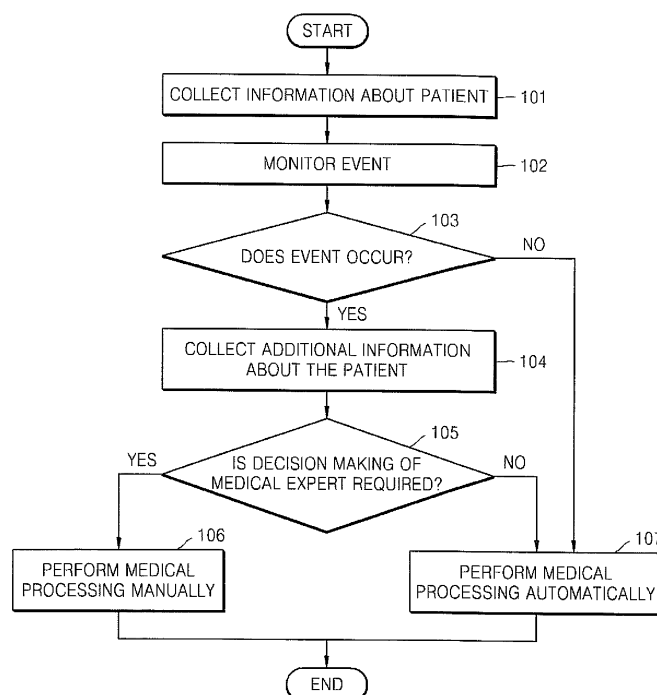 START
COLLECT INFORMATION ABOUT PATIENT
101
MONITOR EVENT
102
103
DOES EVENT OCCUR?
NO
YES
COLLECT ADDITIONAL INFORMATION
ABOUT THE PATIENT
104
105
YES
IS DECISION MAKING OF
MEDICAL EXPERT REQUIRED?
NO
106
PERFORM MEDICAL
PROCESSING MANUALLY
107
PERFORM MEDICAL
PROCESSING AUTOMATICALLY
END